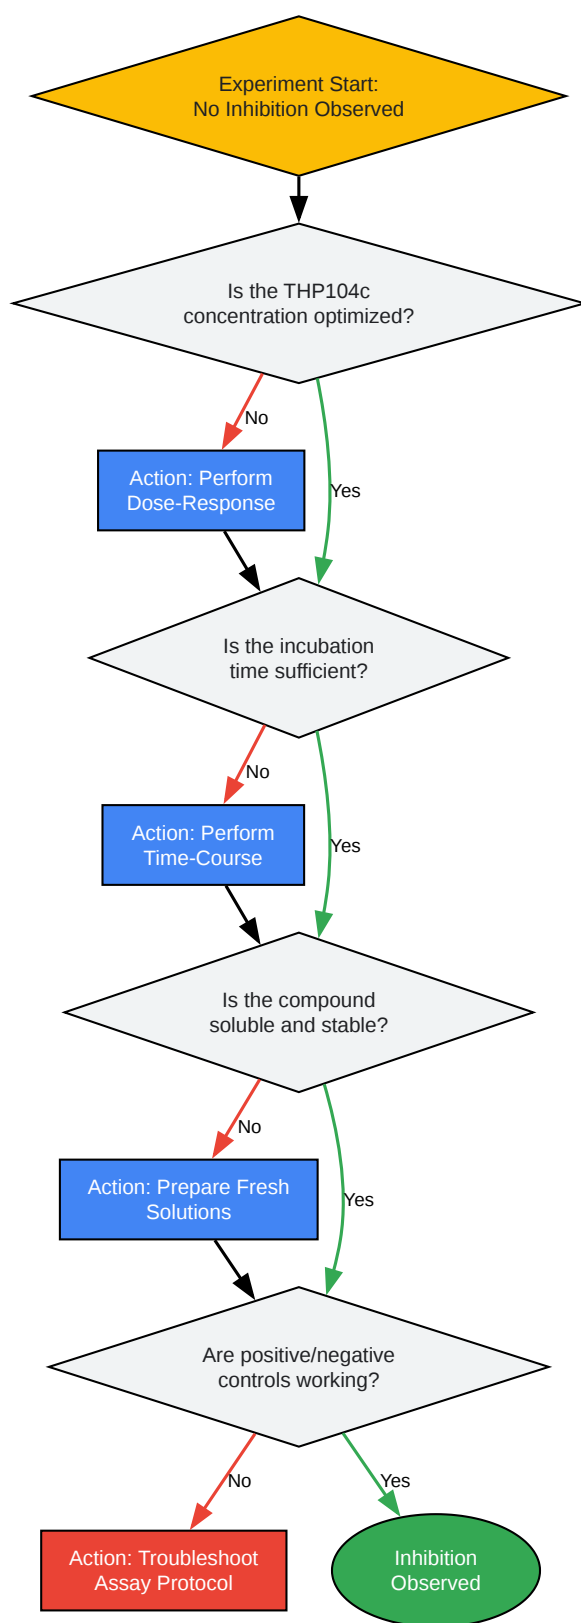 Experiment Start:
No Inhibition Observed
Is the THP104c
concentration optimized?
No
Action: Perform
Dose-Response
Yes
Is the incubation
time sufficient?
No
Action: Perform
Time-Course
Yes
Is the compound
soluble and stable?
No
Action: Prepare Fresh
Solutions
Yes
Are positive/negative
controls working?
No
Yes
Action: Troubleshoot
Assay Protocol
Inhibition
Observed